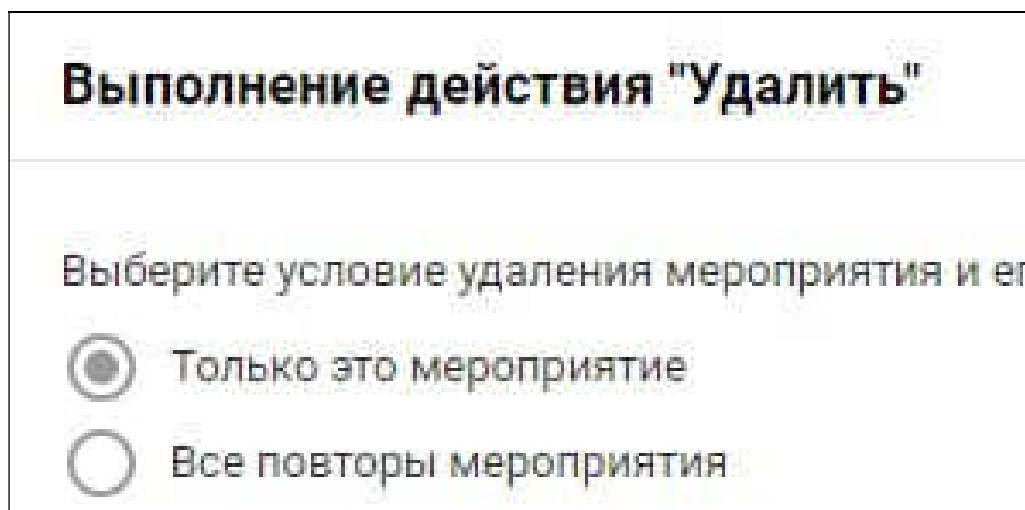 Выполнение действия "Удалить"
Выберите условие удаления мероприятия и
Только это мероприятие
Все повторы мероприятия